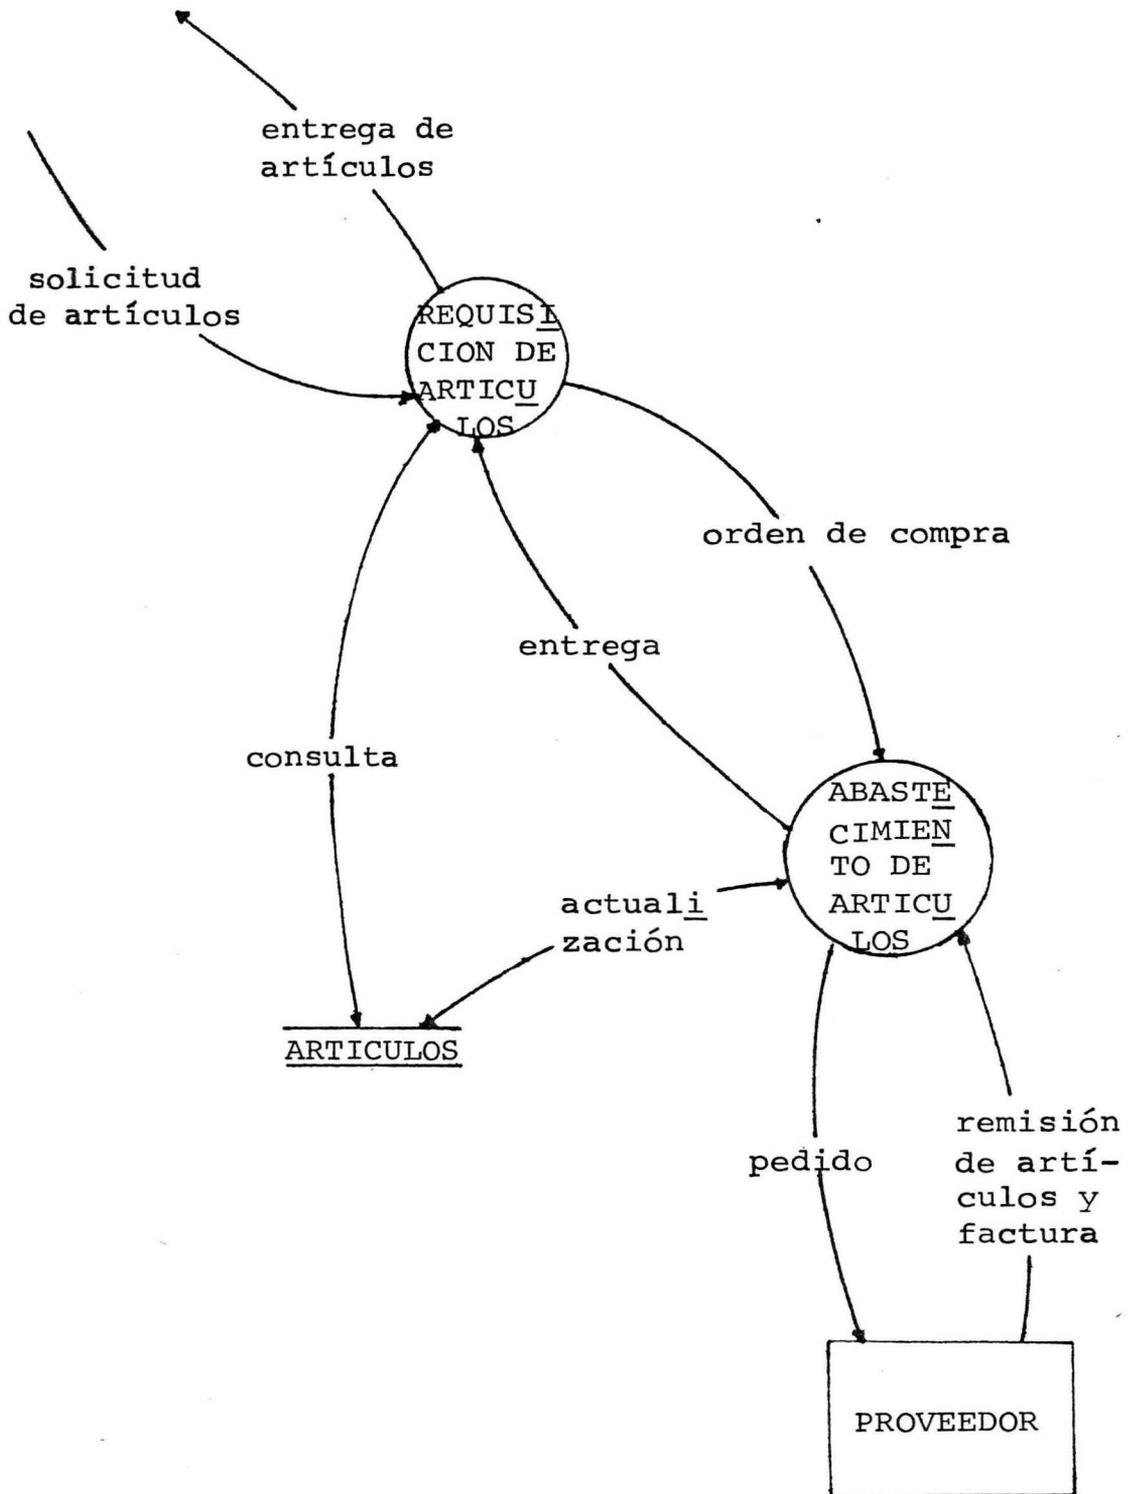 entrega de
artículos
solicitud
de artículos
REQUISI
CION DE
ARTICU
LOS
orden de compra
entrega
consulta
ABASTE
CIMIEN
TO DE
ARTICU
LOS
actuali
zación
ARTICULOS
pedido
remisión
de artí-
culos y
factura
PROVEEDOR